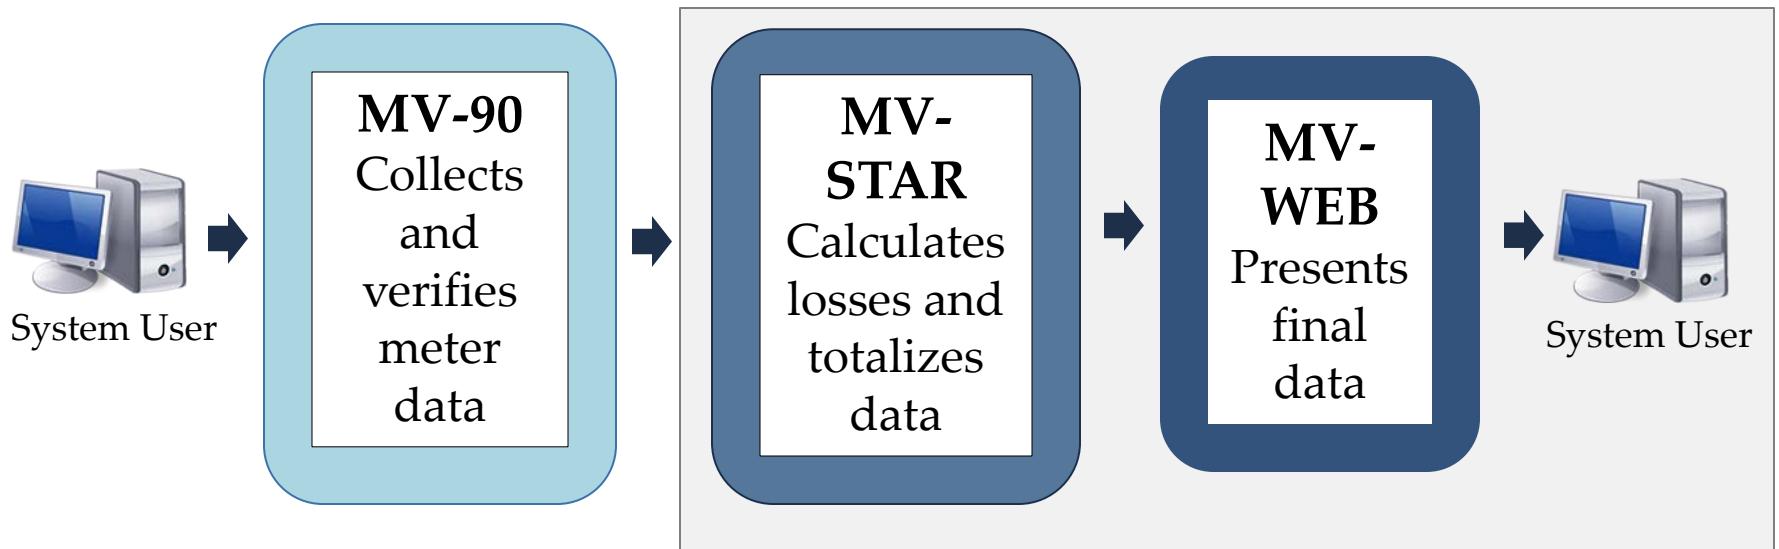 System User
MV-90
Collects
and
verifies
meter
data
MV-
STAR
Calculates
losses and
totalizes
data
MV-
WEB
Presents
final
data
System User